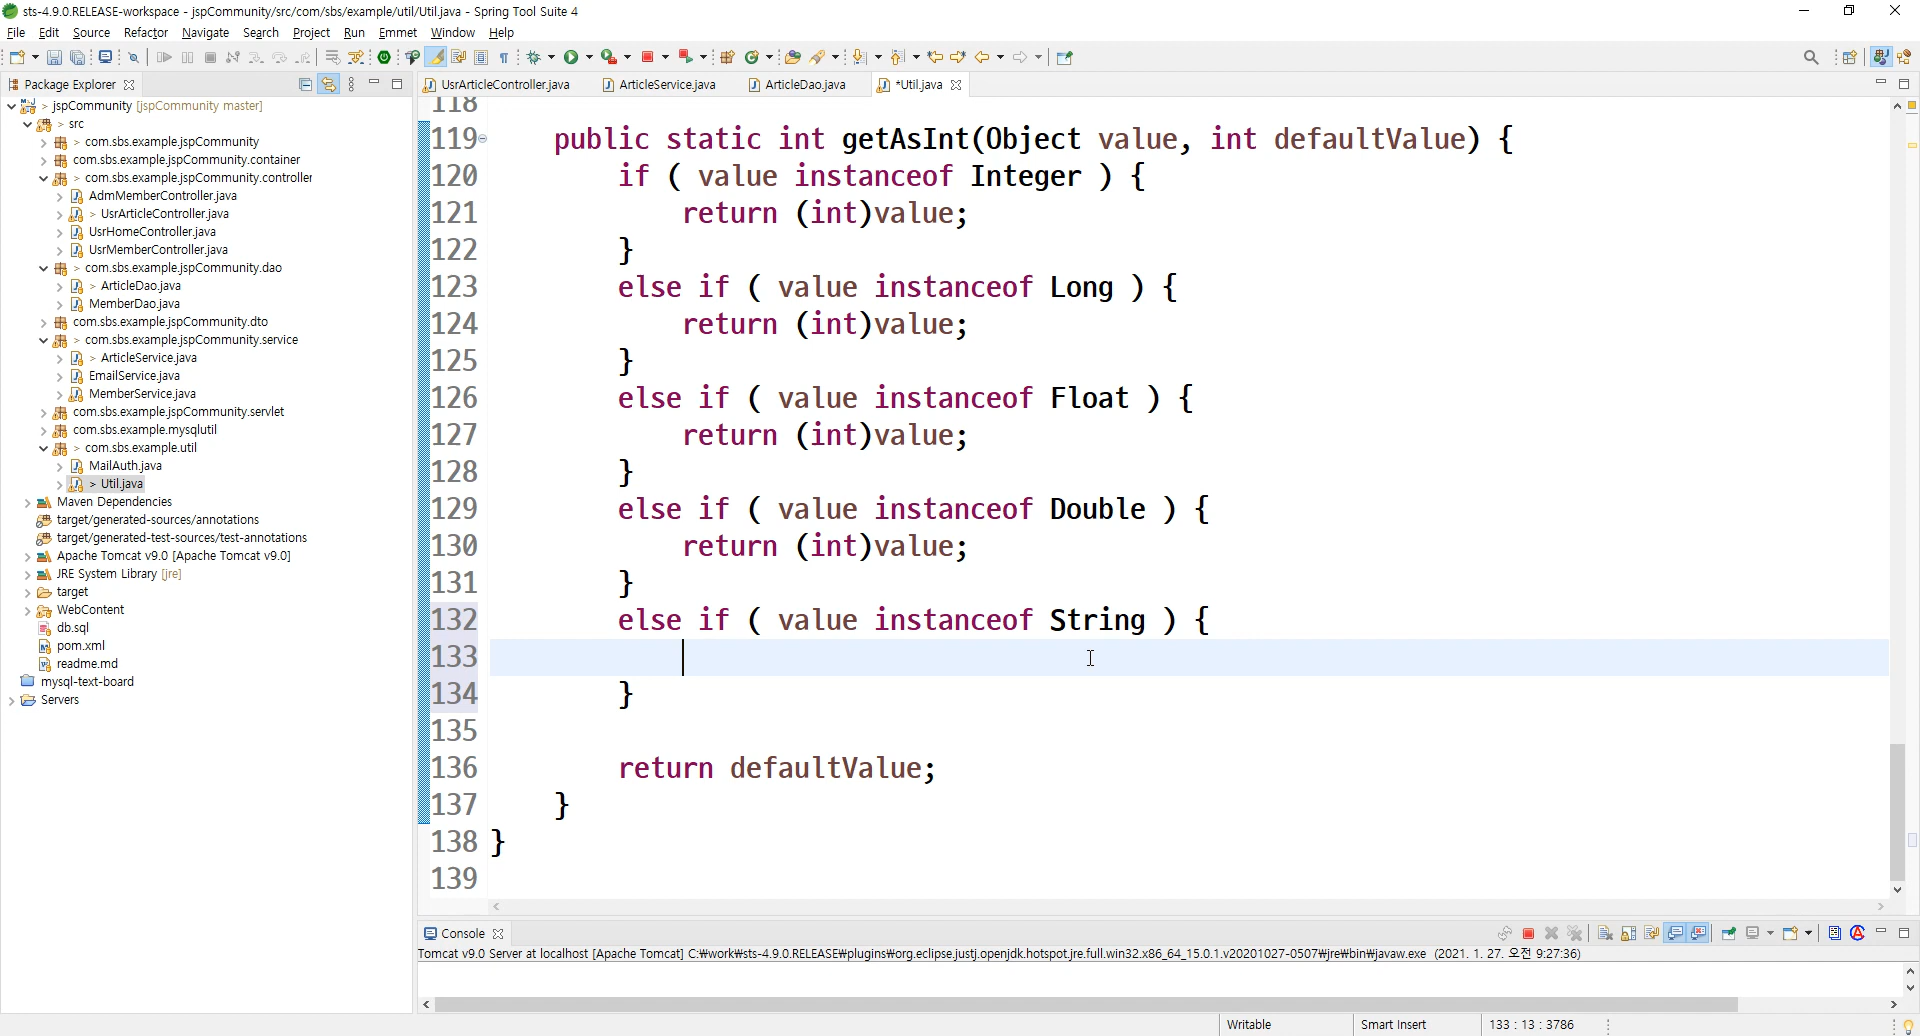 sts-4.9.0.RELEASE-workspace - jspCommunity/src/com/sbs/example/util/Util.java - Spring Tool Suite 4
File Edit Source Refactor Navigate Search Project Run Emmet Window Help
Package Explorer
UsrArticleController.java ArticleService.java ArticleDao.java *Util.java
> jspCommunity [jspCommunity master]
> src
> com.sbs.example.jspCommunity
com.sbs.example.jspCommunity.container
> com.sbs.example.jspCommunity.controller
AdmMemberController.java
> UsrArticleController.java
UsrHomeController.java
UsrMemberController.java
> com.sbs.example.jspCommunity.dao
> ArticleDao.java
MemberDao.java
com.sbs.example.jspCommunity.dto
> com.sbs.example.jspCommunity.service
> ArticleService.java
EmailService.java
MemberService.java
com.sbs.example.jspCommunity.servlet
com.sbs.example.mysqlutil
> com.sbs.example.util
MailAuth.java
> Util.java
Maven Dependencies
target/generated-sources/annotations
target/generated-test-sources/test-annotations
Apache Tomcat v9.0 [Apache Tomcat v9.0]
JRE System Library [jre]
target
WebContent
db.sql
pom.xml
readme.md
mysql-text-board
Servers
118
119 public static int getAsInt(Object value, int defaultValue) {
120 if ( value instanceof Integer ) {
121 return (int)value;
122 }
123 else if ( value instanceof Long ) {
124 return (int)value;
125 }
126 else if ( value instanceof Float ) {
127 return (int)value;
128 }
129 else if ( value instanceof Double ) {
130 return (int)value;
131 }
132 else if ( value instanceof String ) {
133
134 }
135
136 return defaultValue;
137 }
138 }
139
Console
Tomcat v9.0 Server at localhost [Apache Tomcat] C:₩work₩sts-4.9.0.RELEASE₩plugins₩org.eclipse.justj.openjdk.hotspot.jre.full.win32.x86_64_15.0.1.v20201027-0507₩jre₩bin₩javaw.exe (2021. 1. 27. 오전 9:27:36)
Writable Smart Insert 133 : 13 : 3786